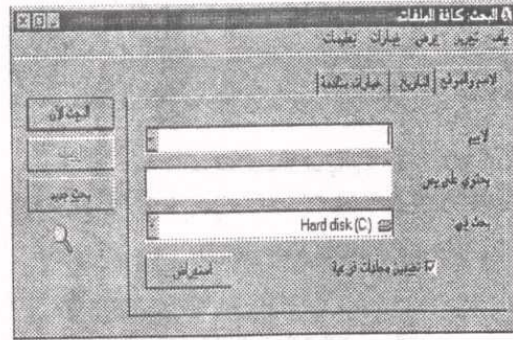 البحث: كافة الملفات
ملف تحرير عرض خيارات تعليمات
الاسم والموقع التاريخ خيارات متقدمة
الاسم
يحتوي على نص
بحث في
Hard disk (C)
تضمين مجلدات فرعية
استعراض
البحث الآن
إيقاف
بحث جديد